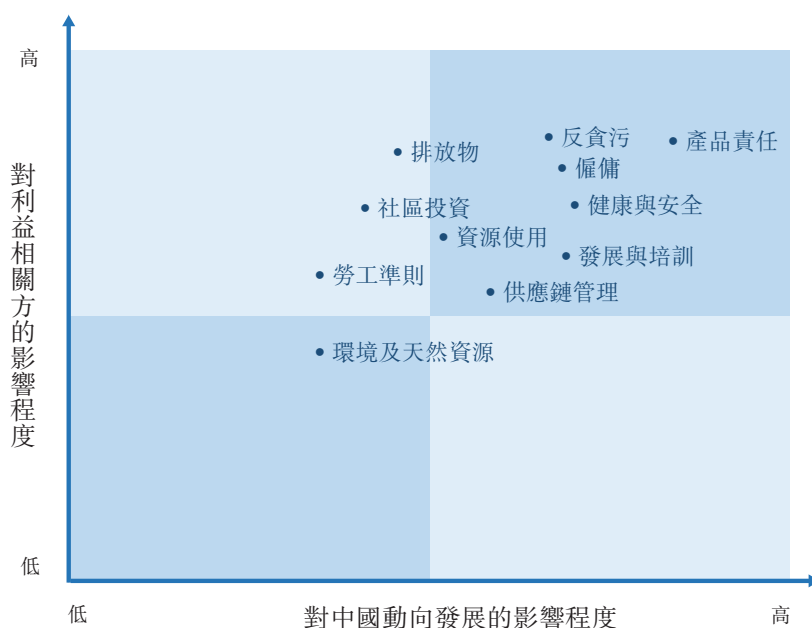 高
對利益相關方的影響程度
• 反貪污
• 產品責任
• 排放物
• 僱傭
• 社區投資
• 健康與安全
• 資源使用
• 發展與培訓
• 勞工準則
• 供應鏈管理
• 環境及天然資源
低
低
對中國動向發展的影響程度
高